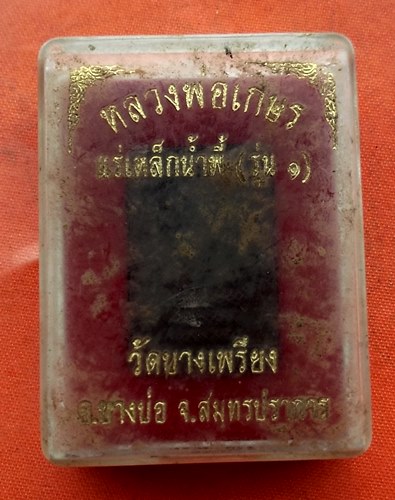 หลวงพ่อเกษร
แร่เหล็กน้ำพี้ (รุ่น ๑)
วัดบางเพรียง
อ.บางบ่อ จ.สมุทรปราการ